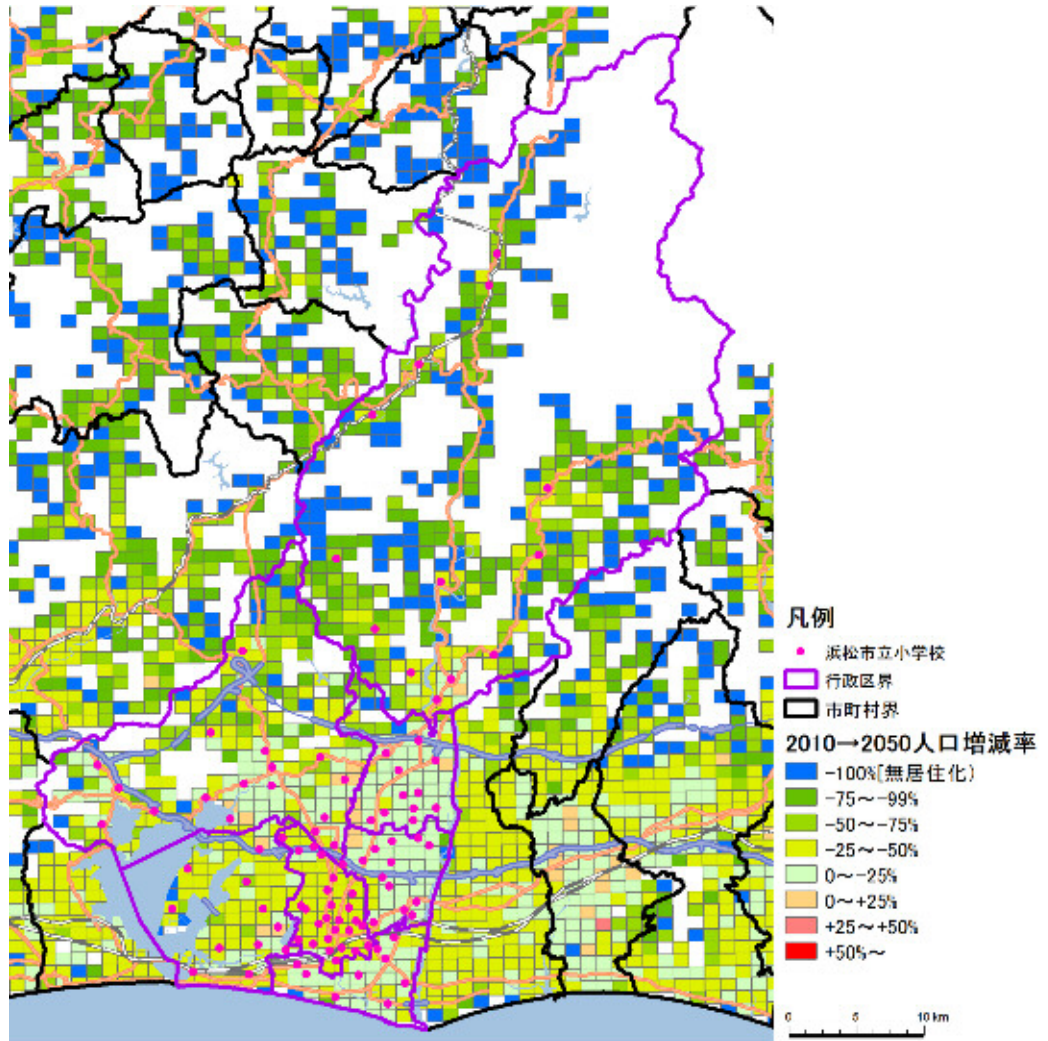 凡例
浜松市立小学校
行政区界
市町村界
2010→2050人口増減率
-100%[無居住化)
-75～-99%
-50～-75%
-25～-50%
0～-25%
0～+25%
+25～+50%
+50%～
0 5 10 km